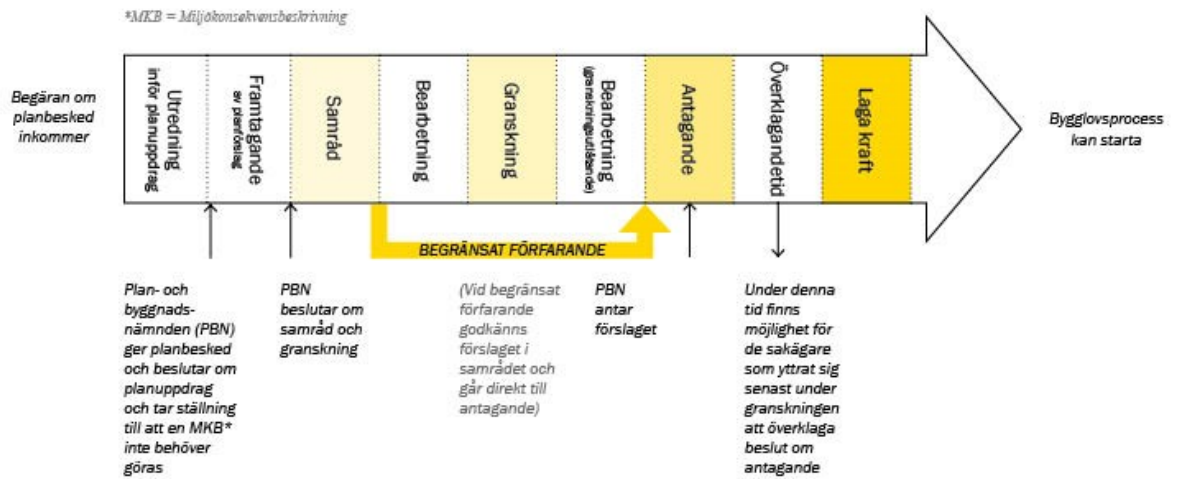 *MKB = Miljökonsekvensbeskrivning
Begäran om
planbesked
inkommer
Utredning
inför planuppdrag
Framtagande
av planförslag
Samråd
Bearbetning
Granskning
Bearbetning
(granskningsutlåtande)
Antagande
Överklagandetid
Laga kraft
Bygglovsprocess
kan starta
BEGRÄNSAT FÖRFARANDE
Plan- och
byggnads-
nämnden (PBN)
ger planbesked
och beslutar om
planuppdrag
och tar ställning
till att en MKB*
inte behöver
göras
PBN
beslutar om
samråd och
granskning
(Vid begränsat
förfarande
godkänns
förslaget i
samrådet och
går direkt till
antagande)
PBN
antar
förslaget
Under denna
tid finns
möjlighet för
de sakägare
som yttrat sig
senast under
granskningen
att överklaga
beslut om
antagande